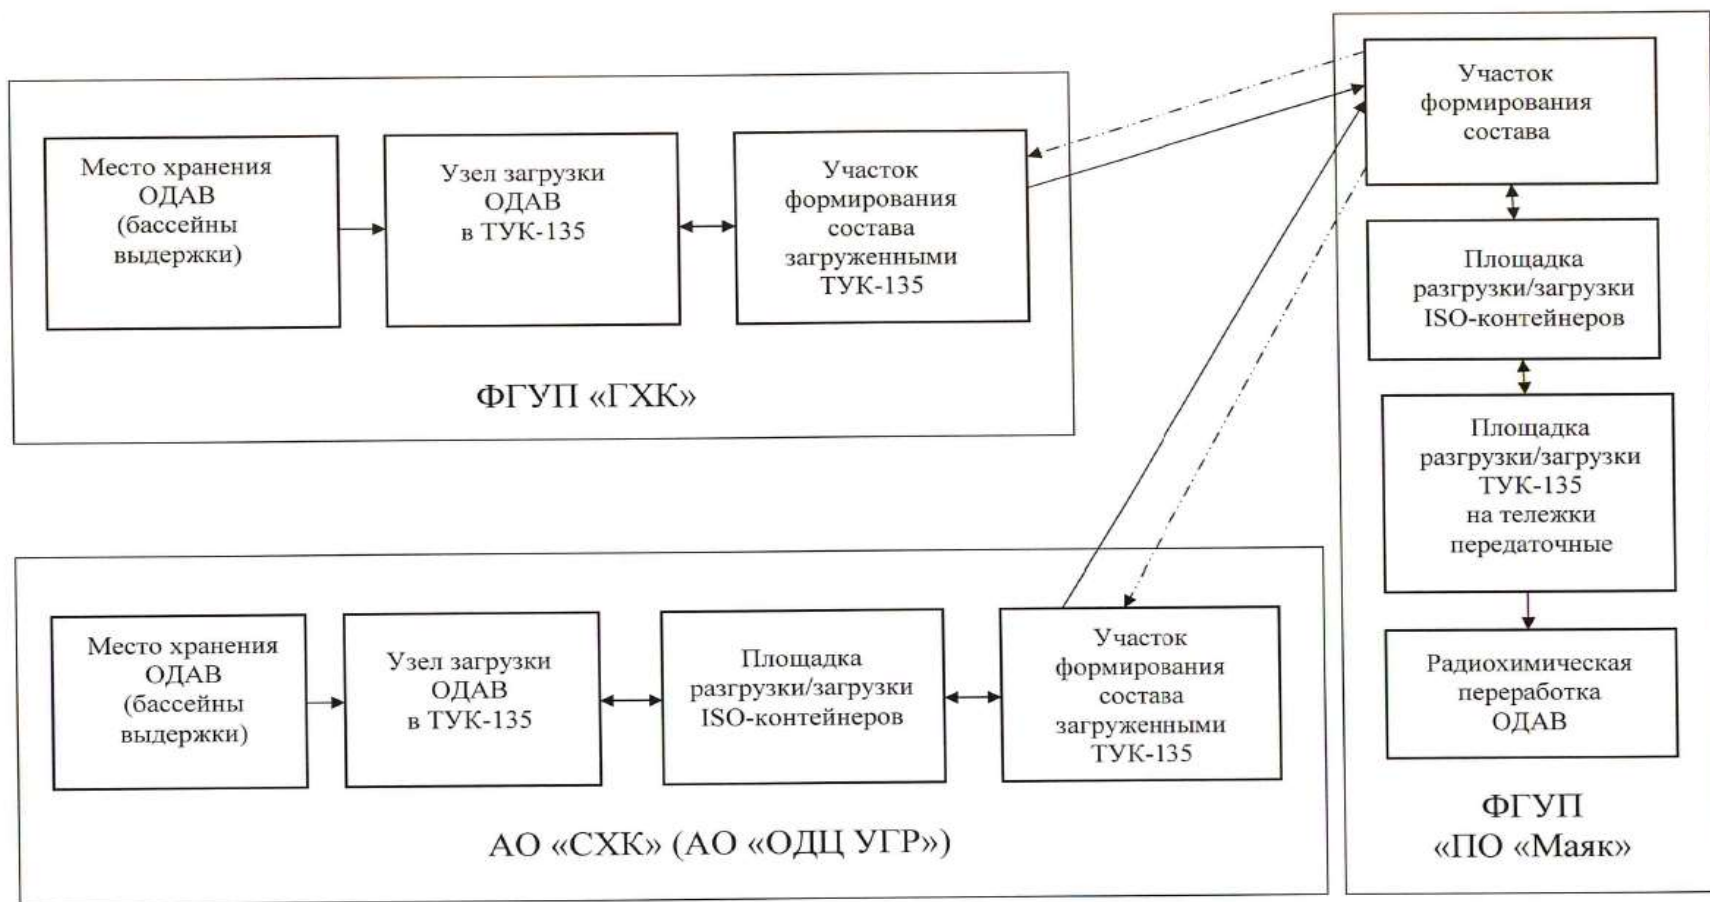 Место хранения
ОДАВ
(бассейны
выдержки)
Узел загрузки
ОДАВ
в ТУК-135
Участок
формирования
состава
загруженными
ТУК-135
ФГУП «ГХК»
Место хранения
ОДАВ
(бассейны
выдержки)
Узел загрузки
ОДАВ
в ТУК-135
Площадка
разгрузки/загрузки
ISO-контейнеров
Участок
формирования
состава
загруженными
ТУК-135
АО «СХК» (АО «ОДЦ УГР»)
Участок
формирования
состава
Площадка
разгрузки/загрузки
ISO-контейнеров
Площадка
разгрузки/загрузки
ТУК-135
на тележки
передаточные
Радиохимическая
переработка
ОДАВ
ФГУП
«ПО «Маяк»